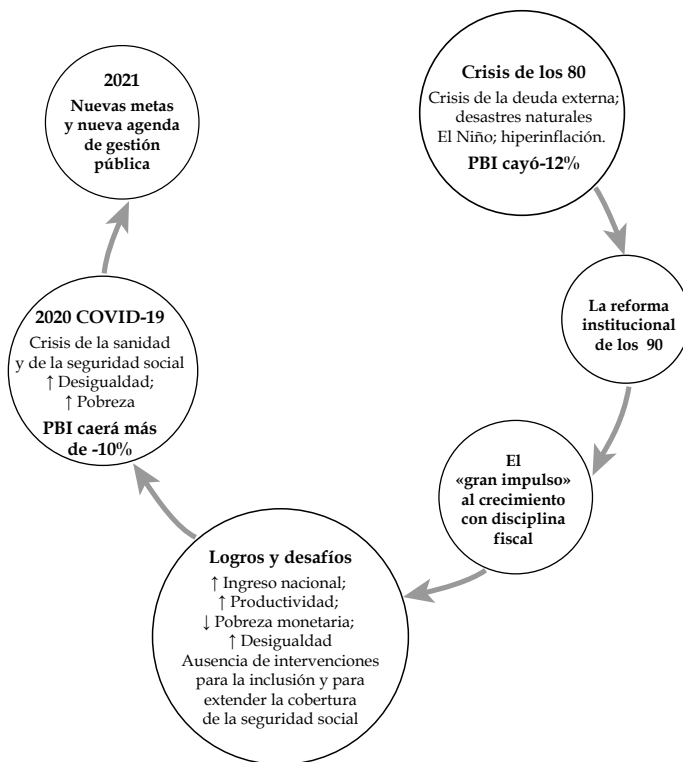 Crisis de los 80
Crisis de la deuda externa;
desastres naturales
El Niño; hiperinflación.
PBI cayó-12%
La reforma
institucional
de los 90
El
«gran impulso»
al crecimiento
con disciplina
fiscal
Logros y desafíos
↑ Ingreso nacional;
↑ Productividad;
↓ Pobreza monetaria;
↑ Desigualdad
Ausencia de intervenciones
para la inclusión y para
extender la cobertura
de la seguridad social
2020 COVID-19
Crisis de la sanidad
y de la seguridad social
↑ Desigualdad;
↑ Pobreza
PBI caerá más
de -10%
2021
Nuevas metas
y nueva agenda
de gestión
pública